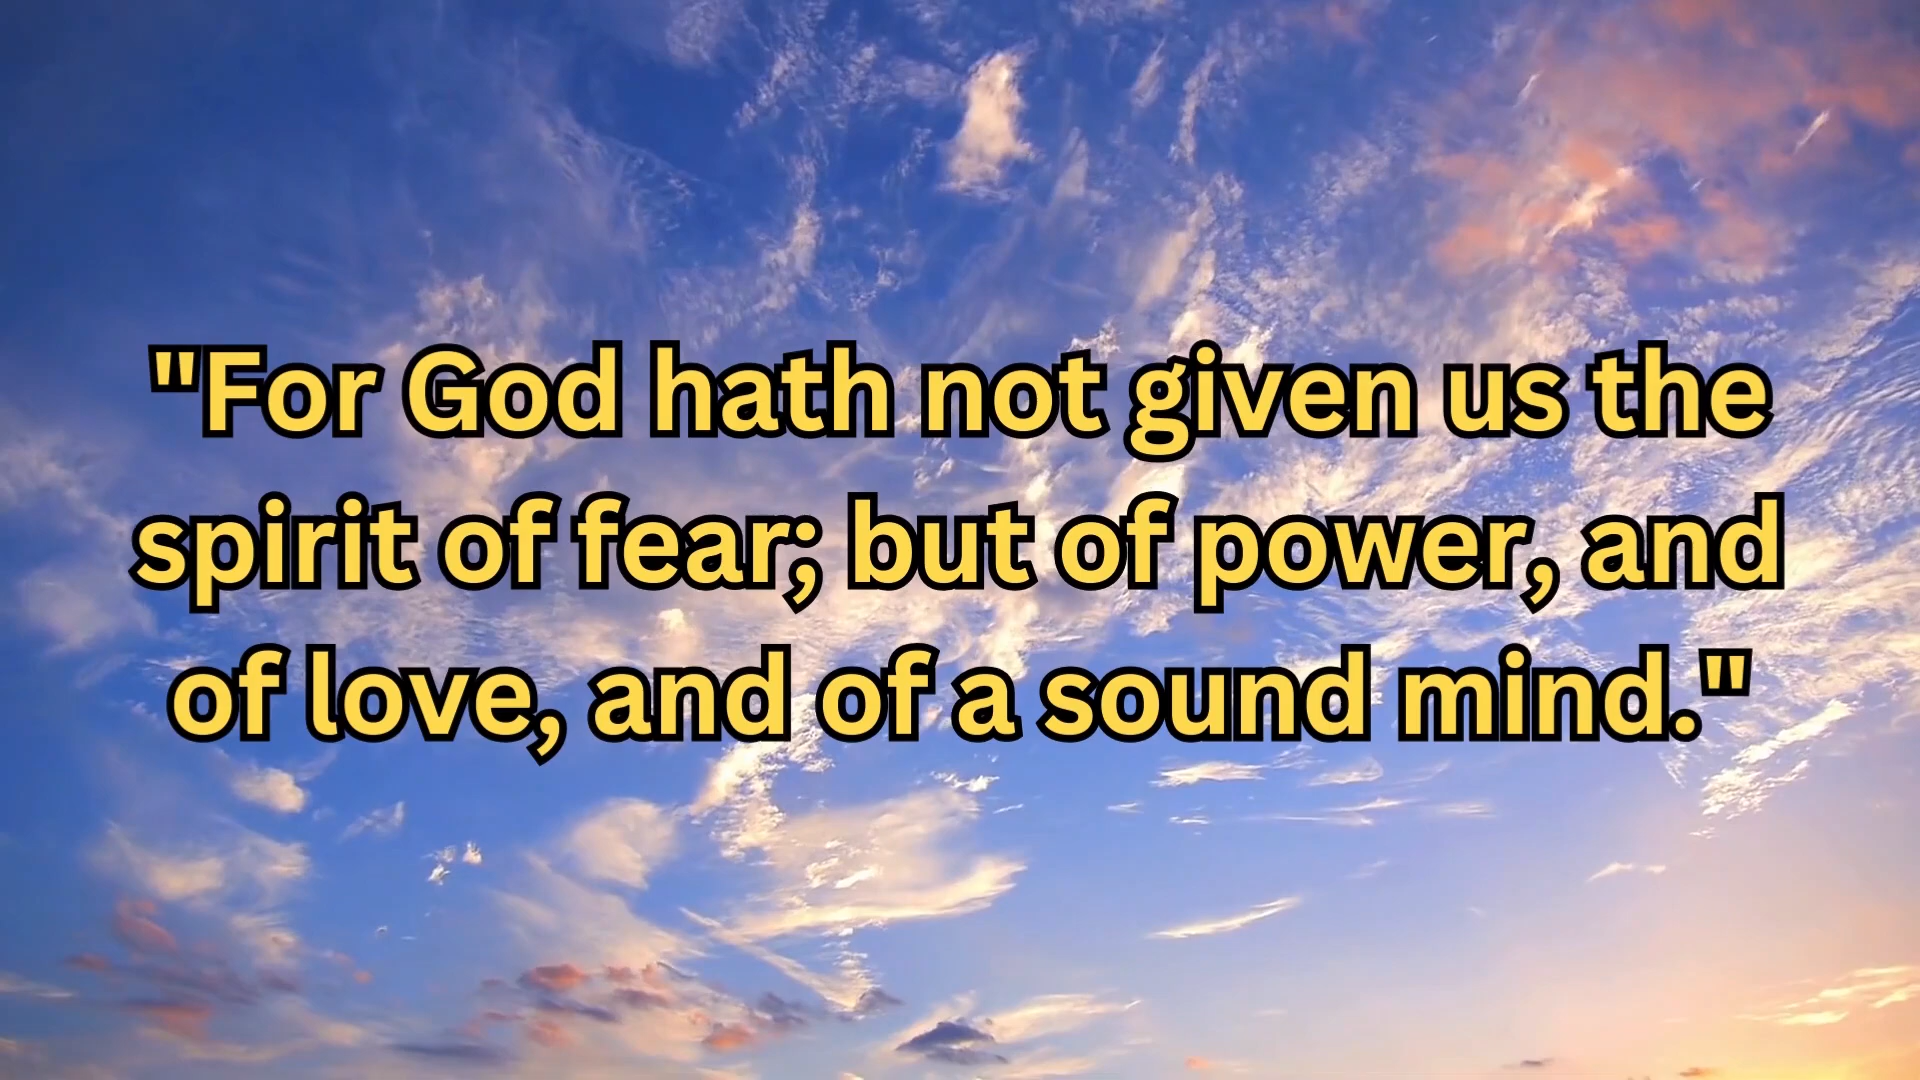 "For God hath not given us the
spirit of fear; but of power, and
of love, and of a sound mind."